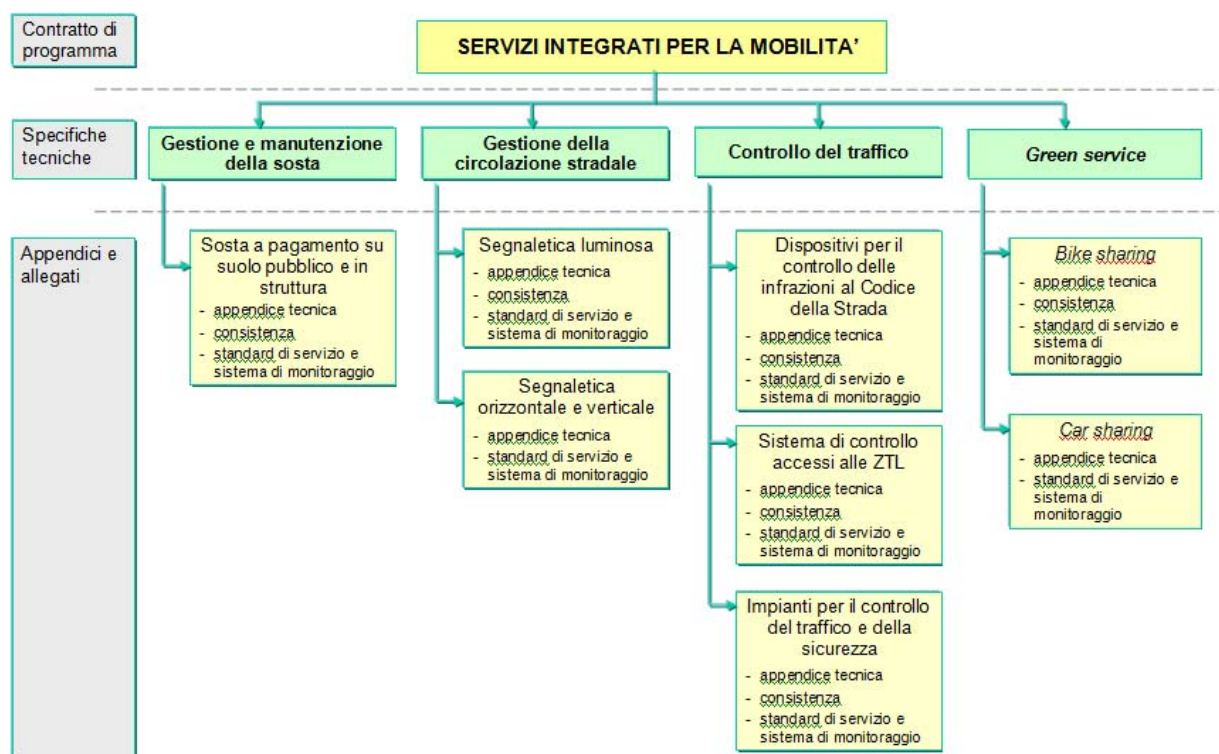 Contratto di
programma
SERVIZI INTEGRATI PER LA MOBILITA'
Specifiche
tecniche
Gestione e manutenzione
della sosta
Gestione della
circolazione stradale
Controllo del traffico
Green service
Appendici e
allegati
Sosta a pagamento su
suolo pubblico e in
struttura
- appendice tecnica
- consistenza
- standard di servizio e
sistema di monitoraggio
Segnaletica luminosa
- appendice tecnica
- consistenza
- standard di servizio e
sistema di monitoraggio
Segnaletica
orizzontale e verticale
- appendice tecnica
- standard di servizio e
sistema di monitoraggio
Dispositivi per il
controllo delle
infrazioni al Codice
della Strada
- appendice tecnica
- consistenza
- standard di servizio e
sistema di monitoraggio
Sistema di controllo
accessi alle ZTL
- appendice tecnica
- consistenza
- standard di servizio e
sistema di monitoraggio
Impianti per il controllo
del traffico e della
sicurezza
- appendice tecnica
- consistenza
- standard di servizio e
sistema di monitoraggio
Bike sharing
- appendice tecnica
- consistenza
- standard di servizio e
sistema di
monitoraggio
Car sharing
- appendice tecnica
- standard di servizio e
sistema di
monitoraggio